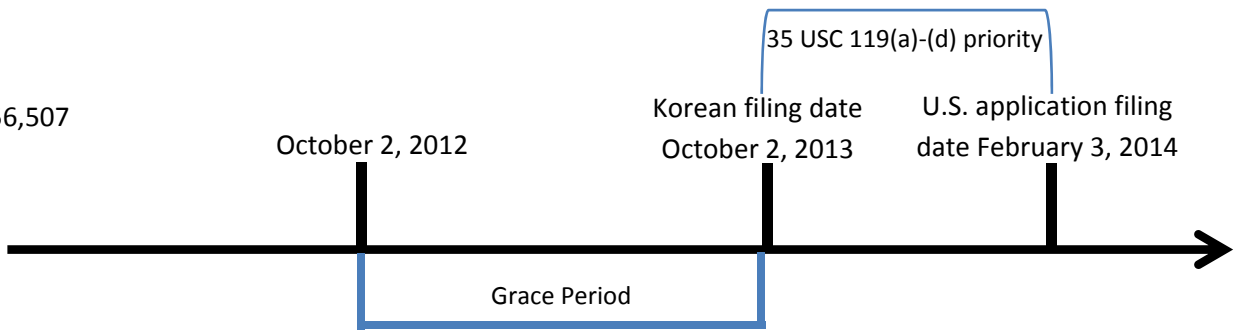 35 USC 119(a)-(d) priority
6,507
Korean filing date
October 2, 2013
U.S. application filing
date February 3, 2014
October 2, 2012
Grace Period